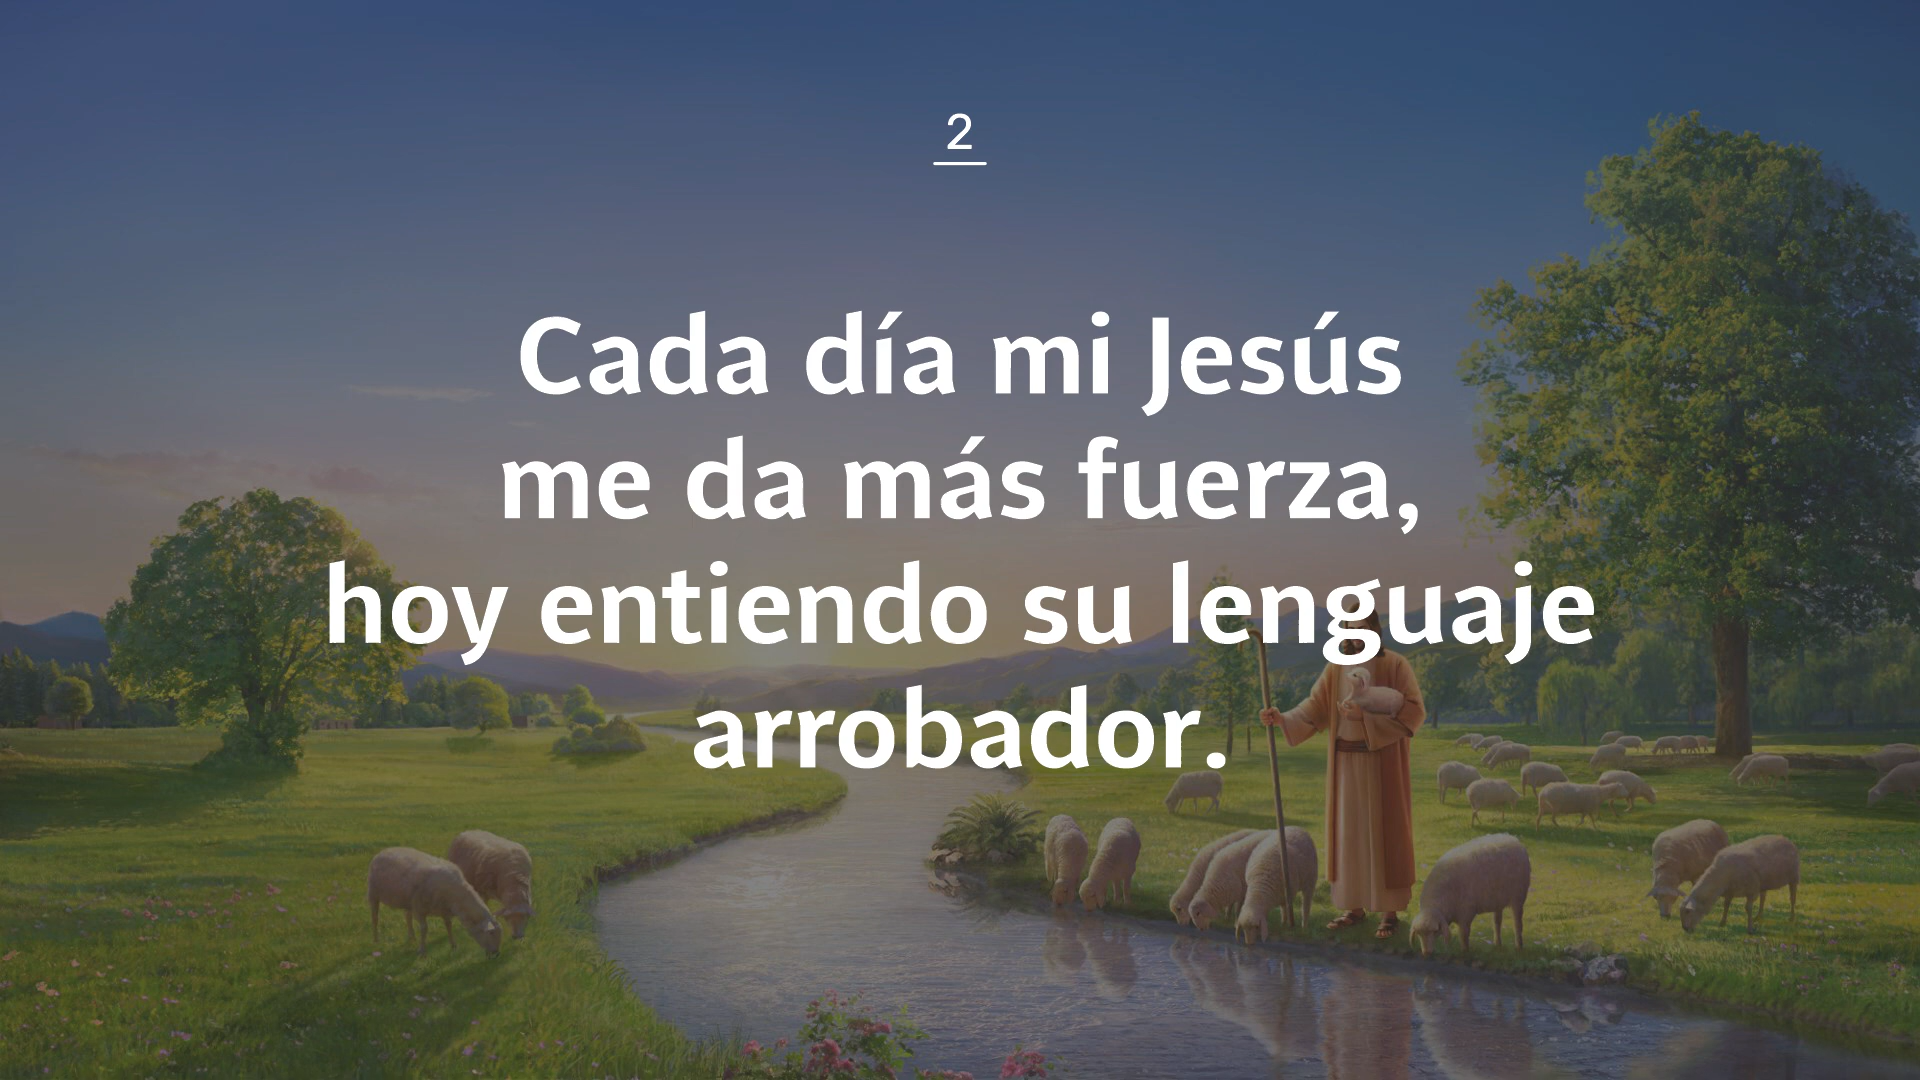 2
Cada día mi Jesús
me da más fuerza,
hoy entiendo su lenguaje
arrobador.